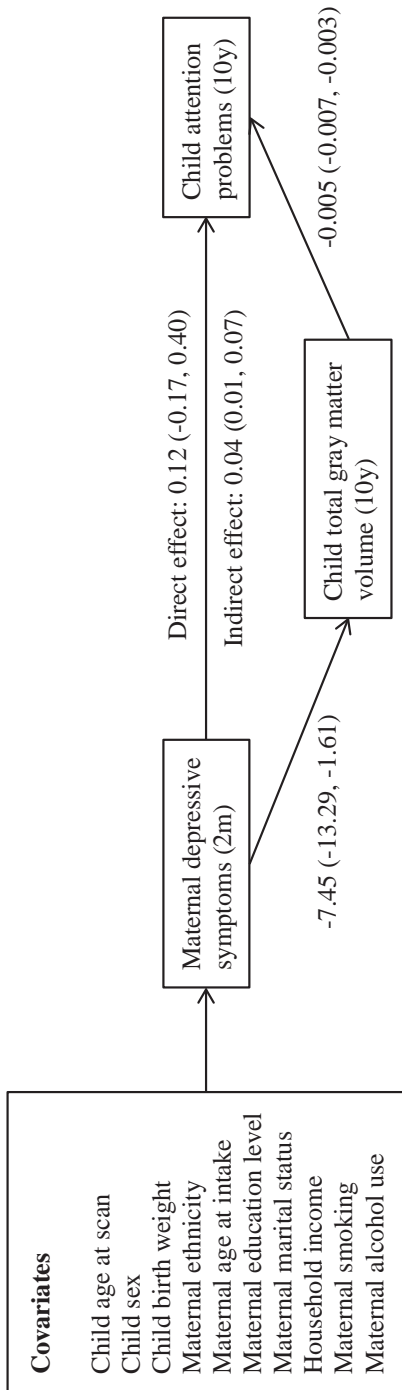 Covariates
Child age at scan
Child sex
Child birth weight
Maternal ethnicity
Maternal age at intake
Maternal education level
Maternal marital status
Household income
Maternal smoking
Maternal alcohol use
Maternal depressive
symptoms (2m)
Direct effect: 0.12 (-0.17, 0.40)
Indirect effect: 0.04 (0.01, 0.07)
Child attention
problems (10y)
-7.45 (-13.29, -1.61)
Child total gray matter
volume (10y)
-0.005 (-0.007, -0.003)